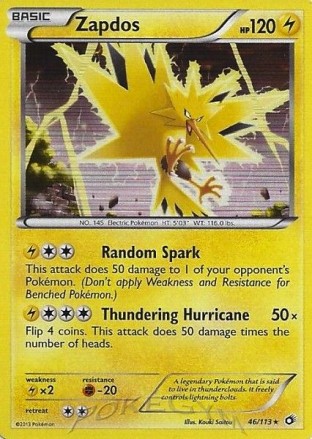 BASIC
Zapdos HP120
NO. 145 Electric Pokémon HT: 5'03" WT: 116.0 lbs.
Random Spark
This attack does 50 damage to 1 of your opponent's
Pokémon. (Don't apply Weakness and Resistance for
Benched Pokémon.)
Thundering Hurricane 50×
Flip 4 coins. This attack does 50 damage times the
number of heads.
weakness resistance
×2 -20
retreat
A legendary Pokémon that is said to
live in thunderclouds. It freely
controls lightning bolts.
©2013 Pokémon
Illus. Kouki Saitou 46/113